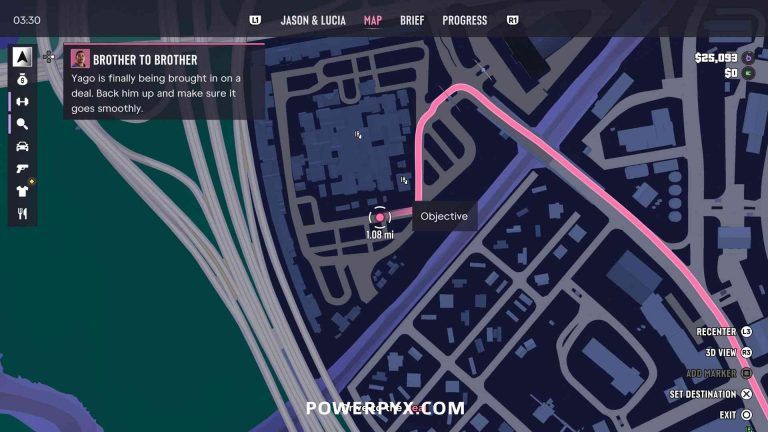 03:30
L1 JASON & LUCIA MAP BRIEF PROGRESS R1
BROTHER TO BROTHER
Yago is finally being brought in on a
deal. Back him up and make sure it
goes smoothly.
$25,093
$0
Objective
1.08 mi
RECENTER L3
3D VIEW R3
ADD MARKER
SET DESTINATION
EXIT
POWERPYX.COM